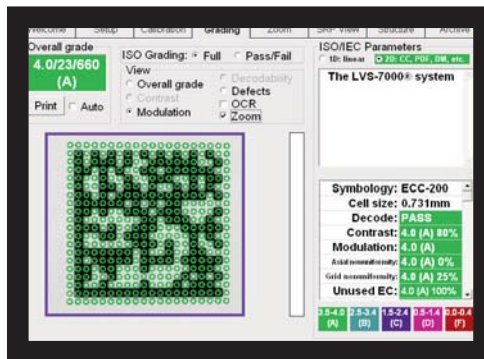 Welcome Setup Calibration Grading Zoom SRP View Structure Archive
Overall grade
4.0/23/660
(A)
Print Auto
ISO Grading: Full Pass/Fail
View
Overall grade Decodability
Contrast Defects
Modulation OCR
Zoom
ISO/IEC Parameters
1D: linear 2D: CC, PDF, DM, etc.
The LVS-7000® system
Symbology: ECC-200
Cell size: 0.731mm
Decode: PASS
Contrast: 4.0 (A) 80%
Modulation: 4.0 (A)
Axial nonuniformity: 4.0 (A) 0%
Grid nonuniformity: 4.0 (A) 25%
Unused EC: 4.0 (A) 100%
3.5-4.0 2.5-3.4 1.5-2.4 0.5-1.4 0.0-0.4
(A) (B) (C) (D) (F)